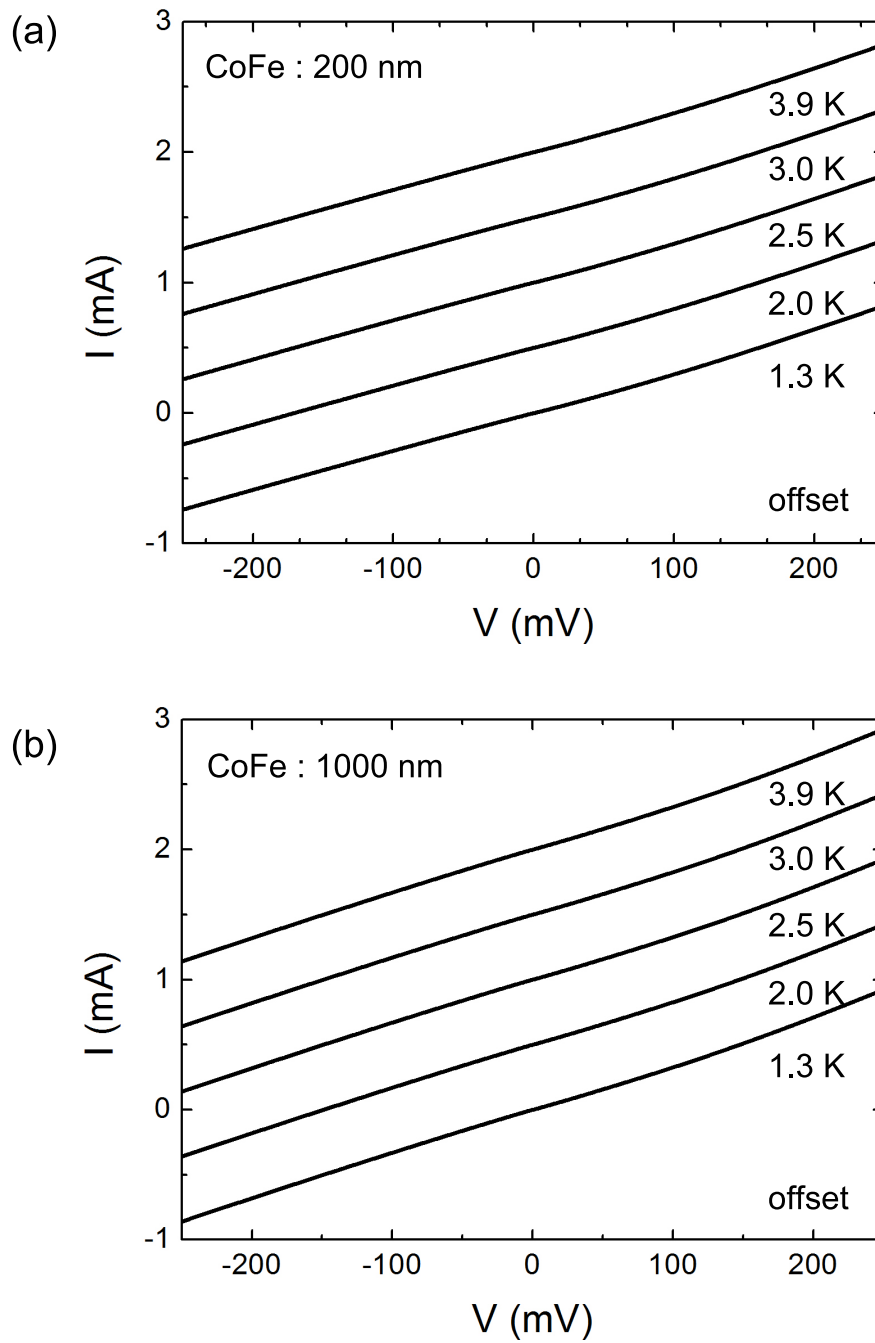 (a)
CoFe : 200 nm
3
2
1
0
-1
I (mA)
3.9 K
3.0 K
2.5 K
2.0 K
1.3 K
offset
-200 -100 0 100 200
V (mV)
(b)
CoFe : 1000 nm
3
2
1
0
-1
I (mA)
3.9 K
3.0 K
2.5 K
2.0 K
1.3 K
offset
-200 -100 0 100 200
V (mV)